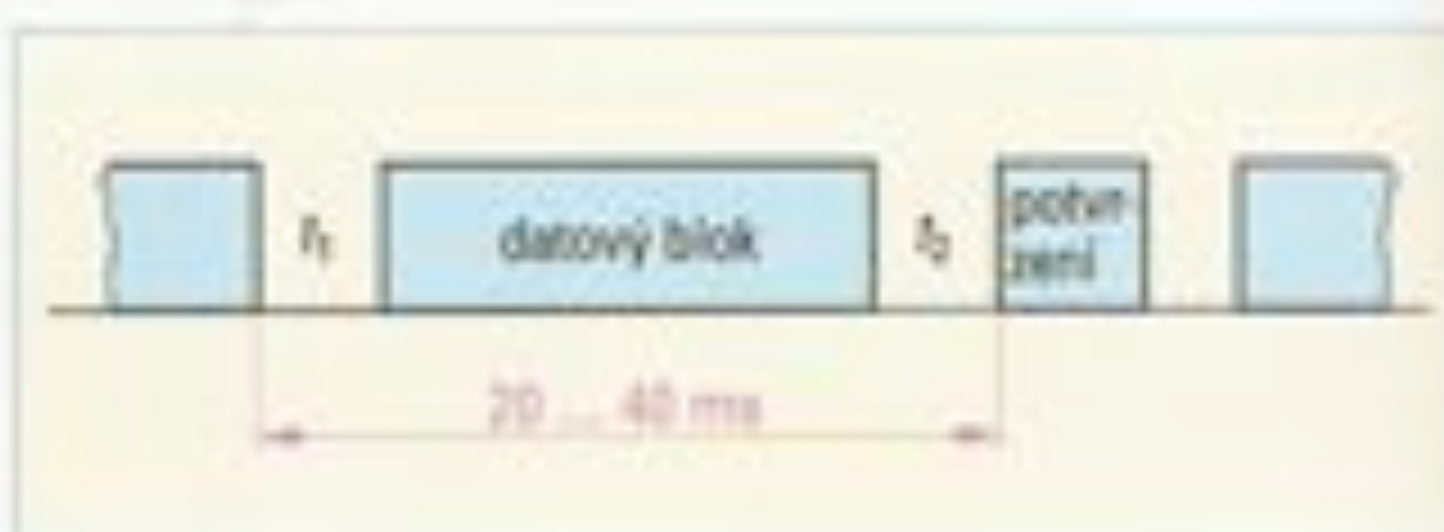 t₁
datový blok
t₂
potvr-
zení
20 ... 40 ms